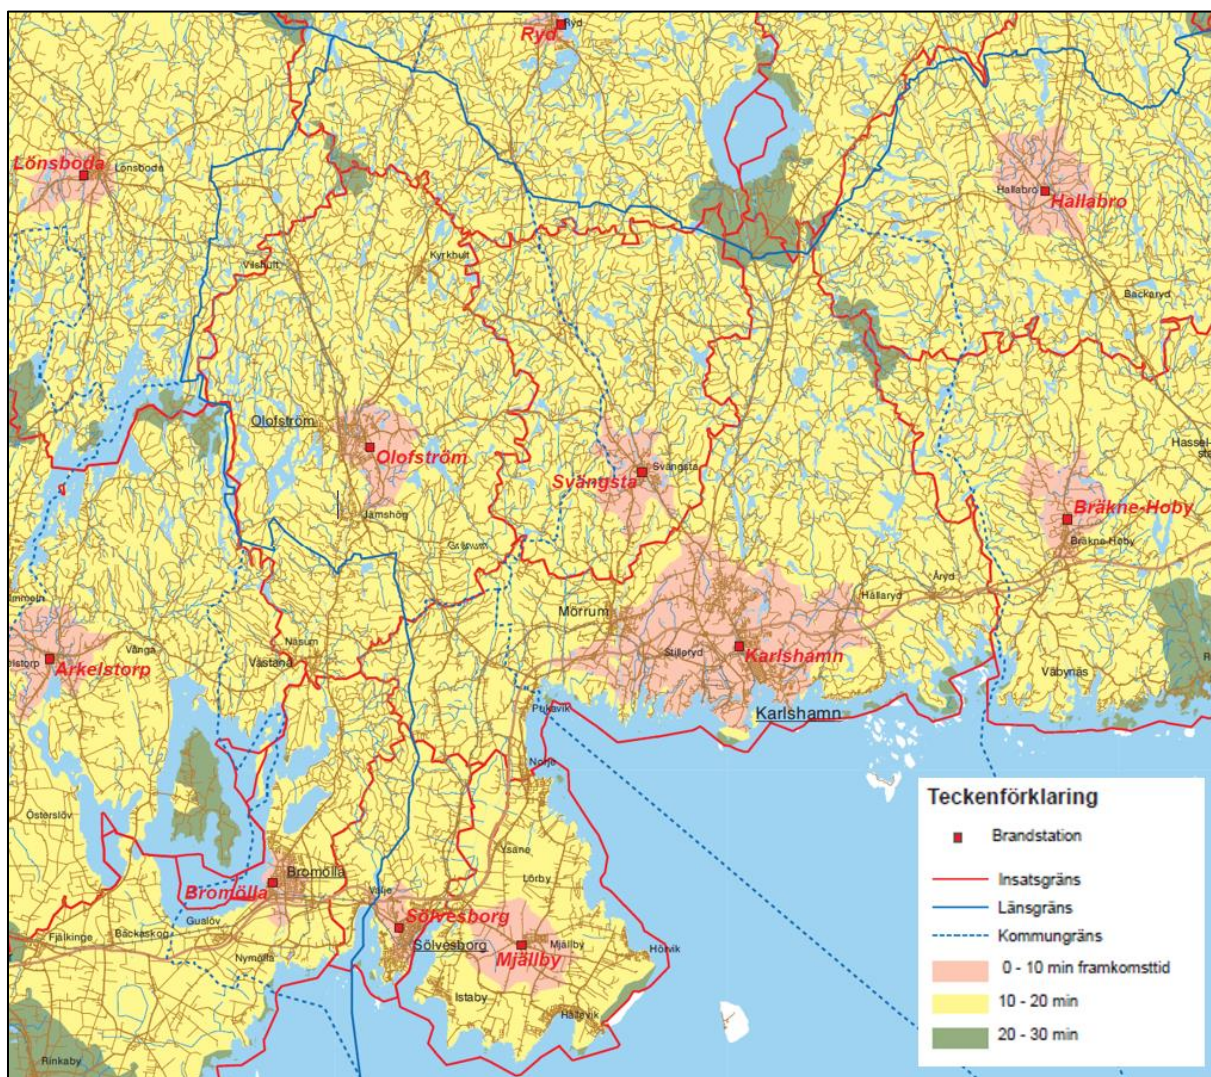 Ryd
Ryd
Lönsboda
Lönsboda
Hallabro
Hallabro
Vilshult
Kyrkhult
Backaryd
Olofström
Olofström
Svängsta
Svängsta
Hassel-
Jämshög
Bräkne-Hoby
Bräkne-Hoby
Gränum
Åryd
Hällaryd
Mörrum
Näsum
Vånga
Västanå
Arkelstorp
elstorp
Stilleryd
Karlshamn
Karlshamn
Väbynäs
Pukavik
Norje
Österslöv
Ysane
Lörby
Bromölla
Bromölla
Valje
Sölvesborg
Sölvesborg
Gualöv
Bäckaskog
Fjälkinge
Nymölla
Mjällby
Mjällby
Hörvik
Istaby
Hällevik
Rinkaby
Teckenförklaring
Brandstation
Insatsgräns
Länsgräns
Kommungräns
0 - 10 min framkomsttid
10 - 20 min
20 - 30 min